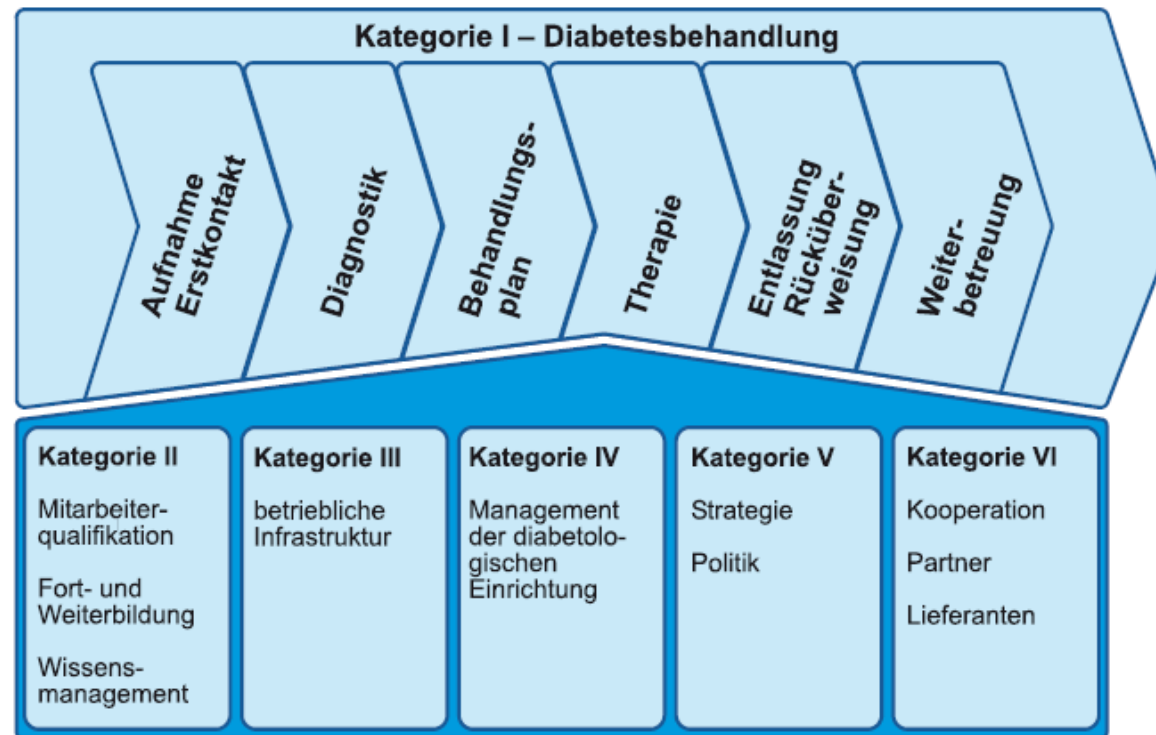 Kategorie I – Diabetesbehandlung
Aufnahme
Erstkontakt
Diagnostik
Behandlungs-
plan
Therapie
Entlassung
Rücküber-
weisung
Weiter-
betreuung
Kategorie II
Mitarbeiter-
qualifikation
Fort- und
Weiterbildung
Wissens-
management
Kategorie III
betriebliche
Infrastruktur
Kategorie IV
Management
der diabetolo-
gischen
Einrichtung
Kategorie V
Strategie
Politik
Kategorie VI
Kooperation
Partner
Lieferanten